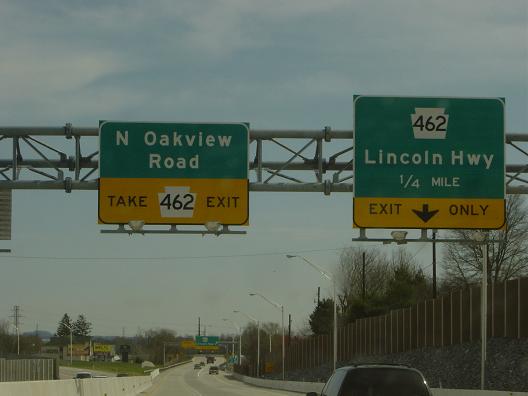 N Oakview
Road
TAKE 462 EXIT
462
Lincoln Hwy
1/4 MILE
EXIT ONLY